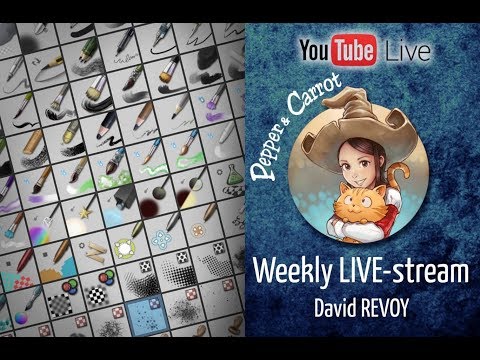 YouTube Live
Pepper & Carrot
Weekly LIVE-stream
David REVOY